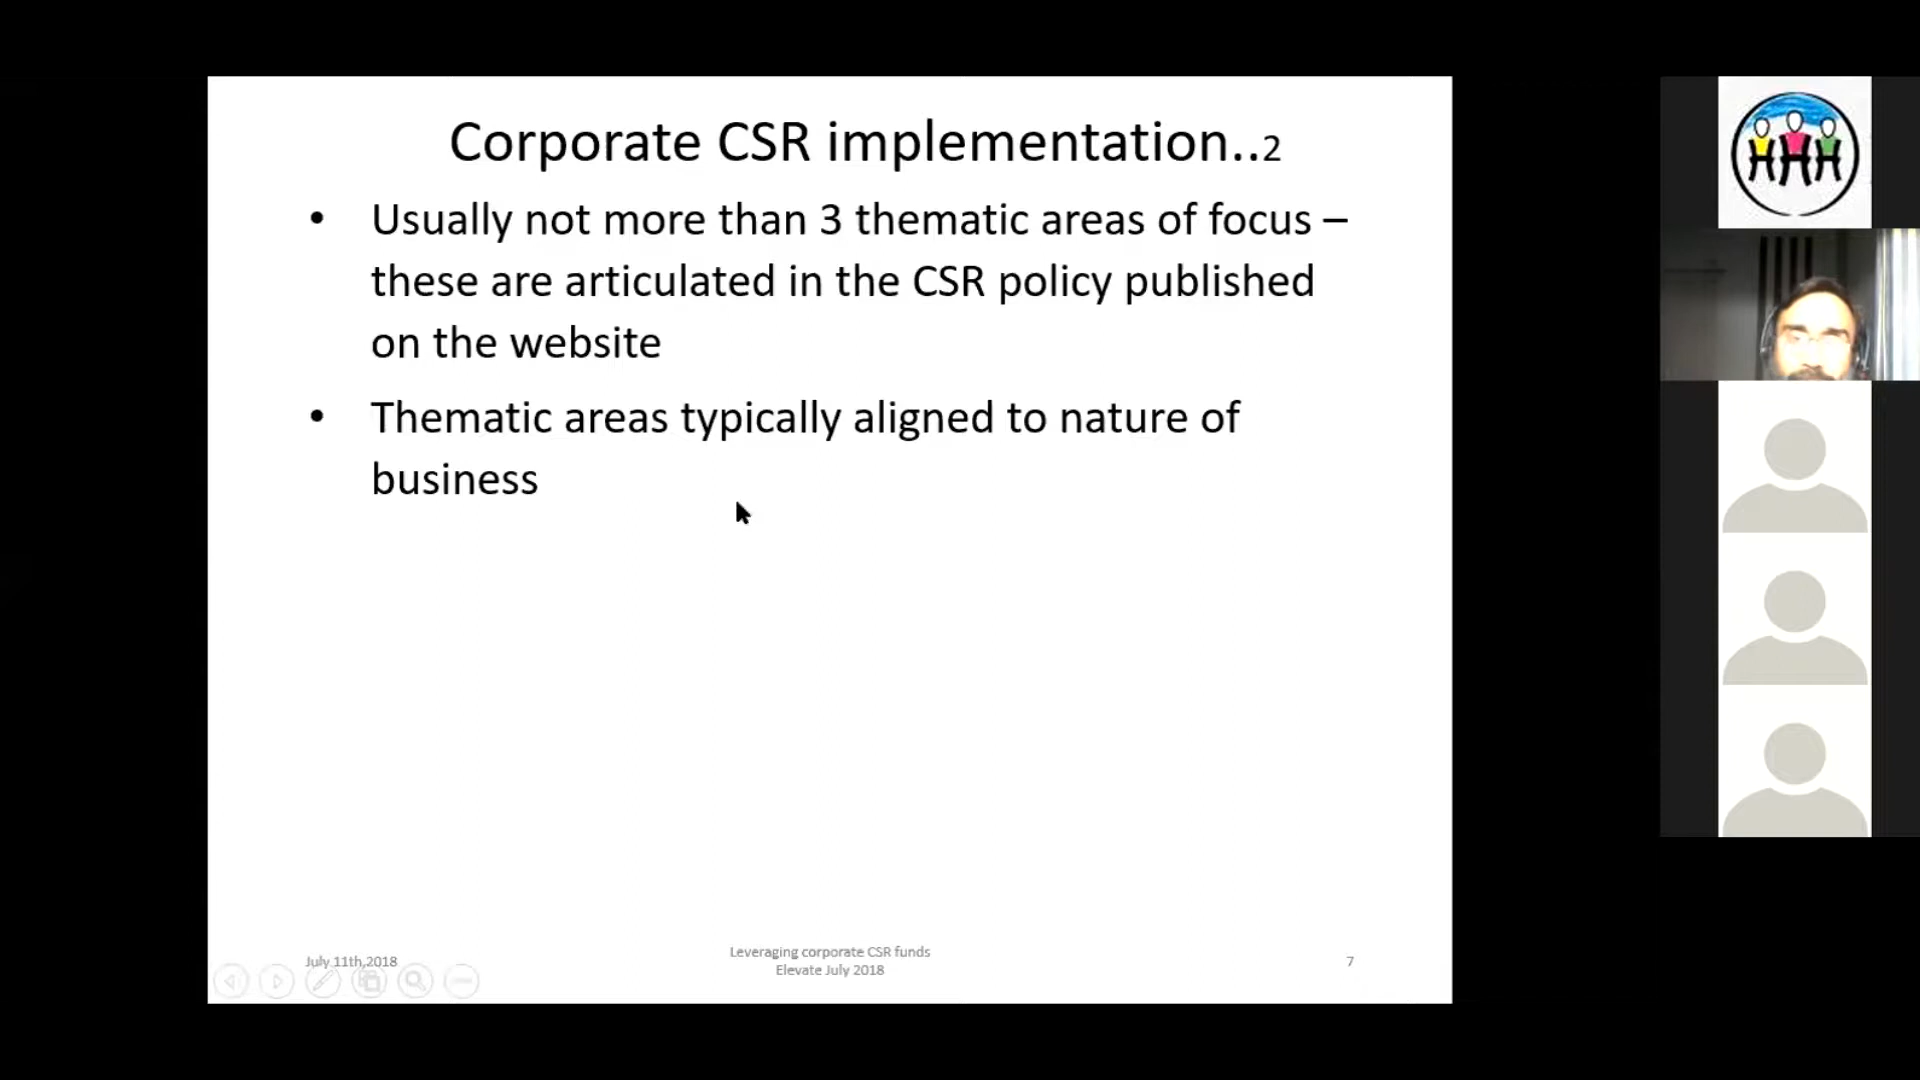 Corporate CSR implementation..2
• Usually not more than 3 thematic areas of focus –
these are articulated in the CSR policy published
on the website
• Thematic areas typically aligned to nature of
business
July 11th,2018
Leveraging corporate CSR funds
Elevate July 2018
7